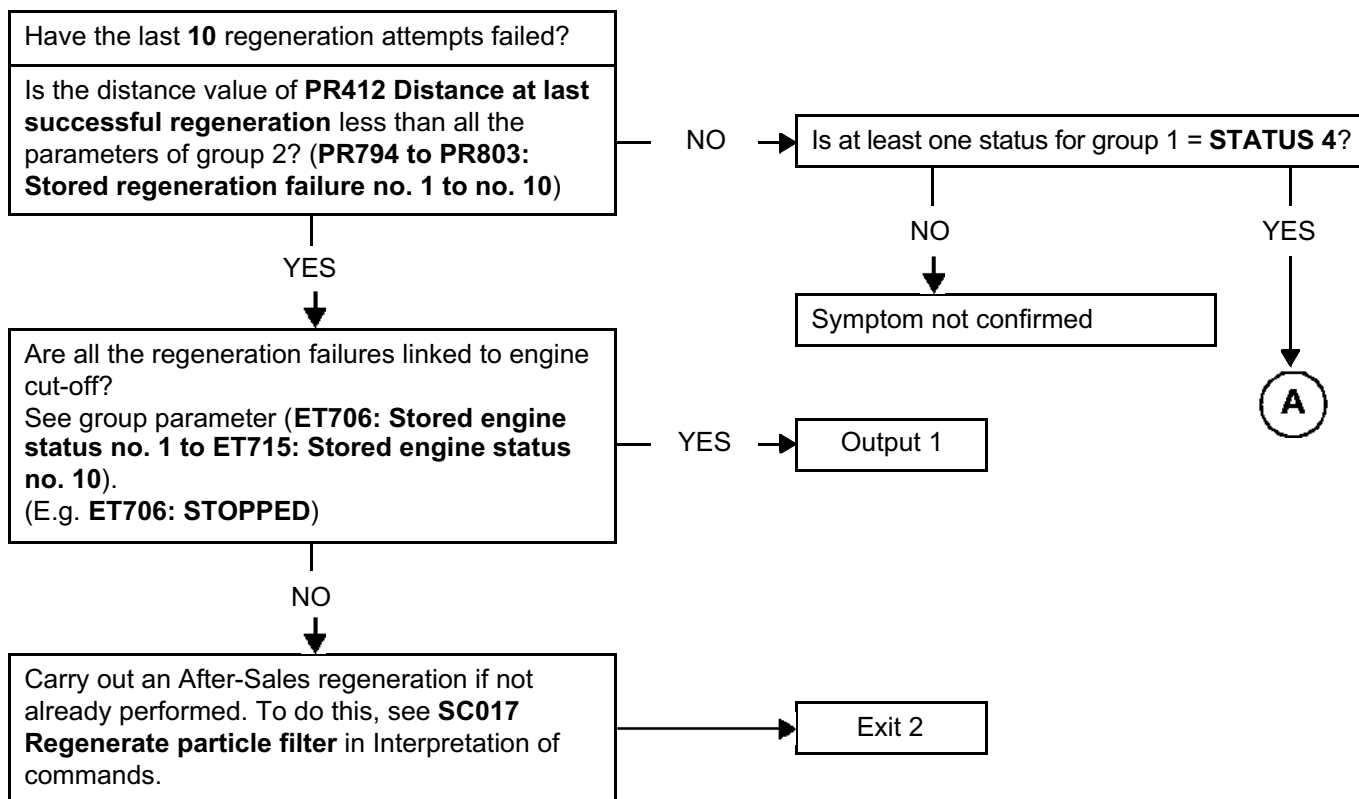 Have the last 10 regeneration attempts failed?
Is the distance value of PR412 Distance at last
successful regeneration less than all the
parameters of group 2? (PR794 to PR803:
Stored regeneration failure no. 1 to no. 10)
NO
Is at least one status for group 1 = STATUS 4?
NO
YES
YES
Symptom not confirmed
A
Are all the regeneration failures linked to engine
cut-off?
See group parameter (ET706: Stored engine
status no. 1 to ET715: Stored engine status
no. 10).
(E.g. ET706: STOPPED)
YES
Output 1
NO
Carry out an After-Sales regeneration if not
already performed. To do this, see SC017
Regenerate particle filter in Interpretation of
commands.
Exit 2